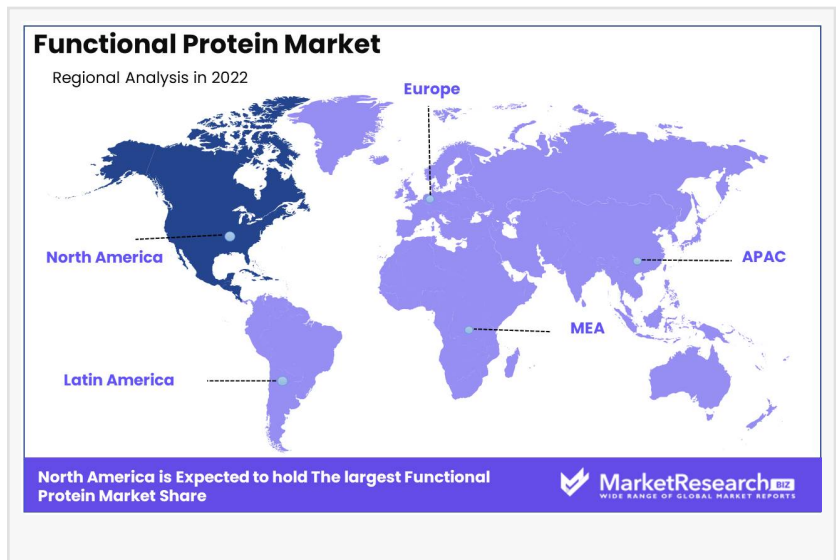 Functional Protein Market
Regional Analysis in 2022
Europe
North America
APAC
MEA
Latin America
North America is Expected to hold The largest Functional
Protein Market Share
MarketResearch BIZ
WIDE RANGE OF GLOBAL MARKET REPORTS